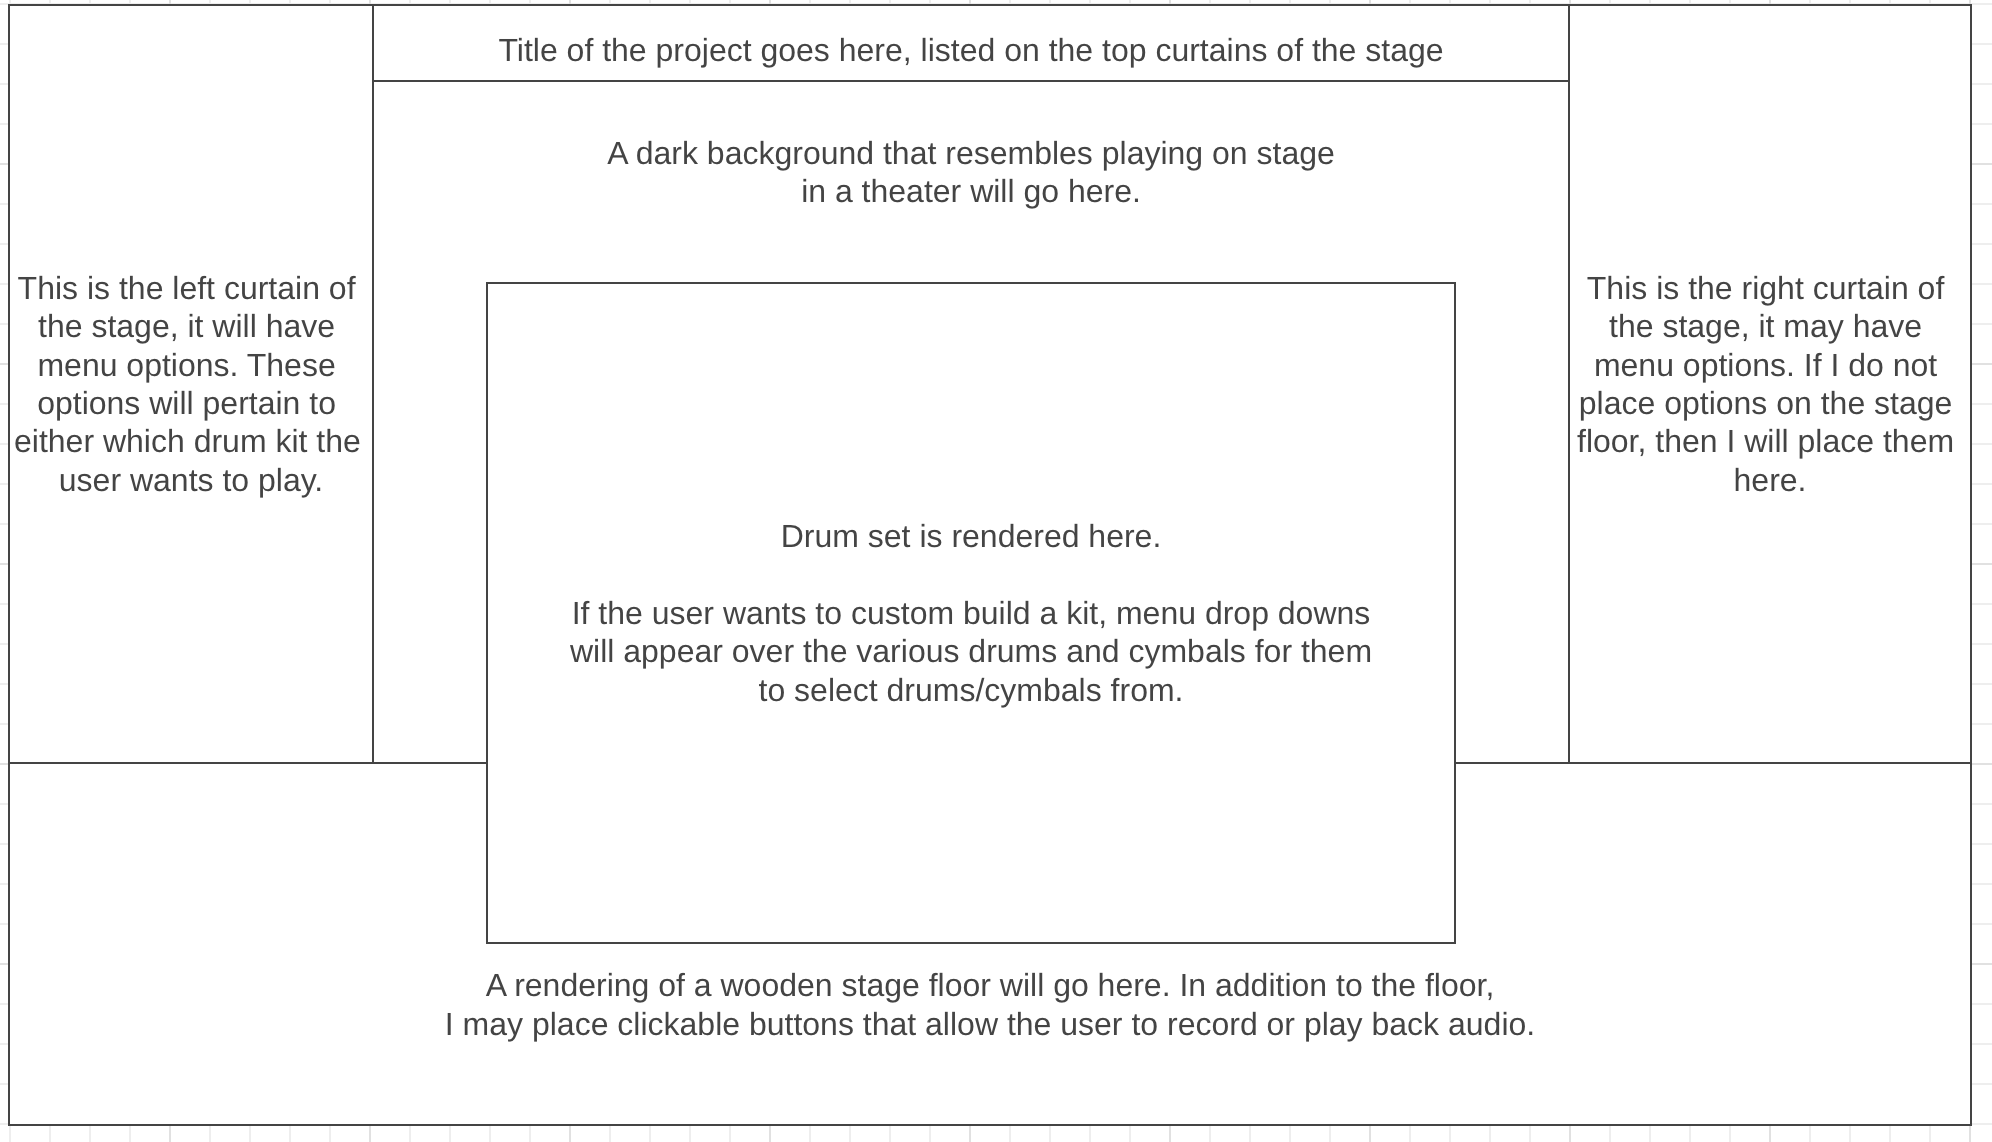 Title of the project goes here, listed on the top curtains of the stage
A dark background that resembles playing on stage
in a theater will go here.
This is the left curtain of
the stage, it will have
menu options. These
options will pertain to
either which drum kit the
user wants to play.
This is the right curtain of
the stage, it may have
menu options. If I do not
place options on the stage
floor, then I will place them
here.
Drum set is rendered here.
If the user wants to custom build a kit, menu drop downs
will appear over the various drums and cymbals for them
to select drums/cymbals from.
A rendering of a wooden stage floor will go here. In addition to the floor,
I may place clickable buttons that allow the user to record or play back audio.